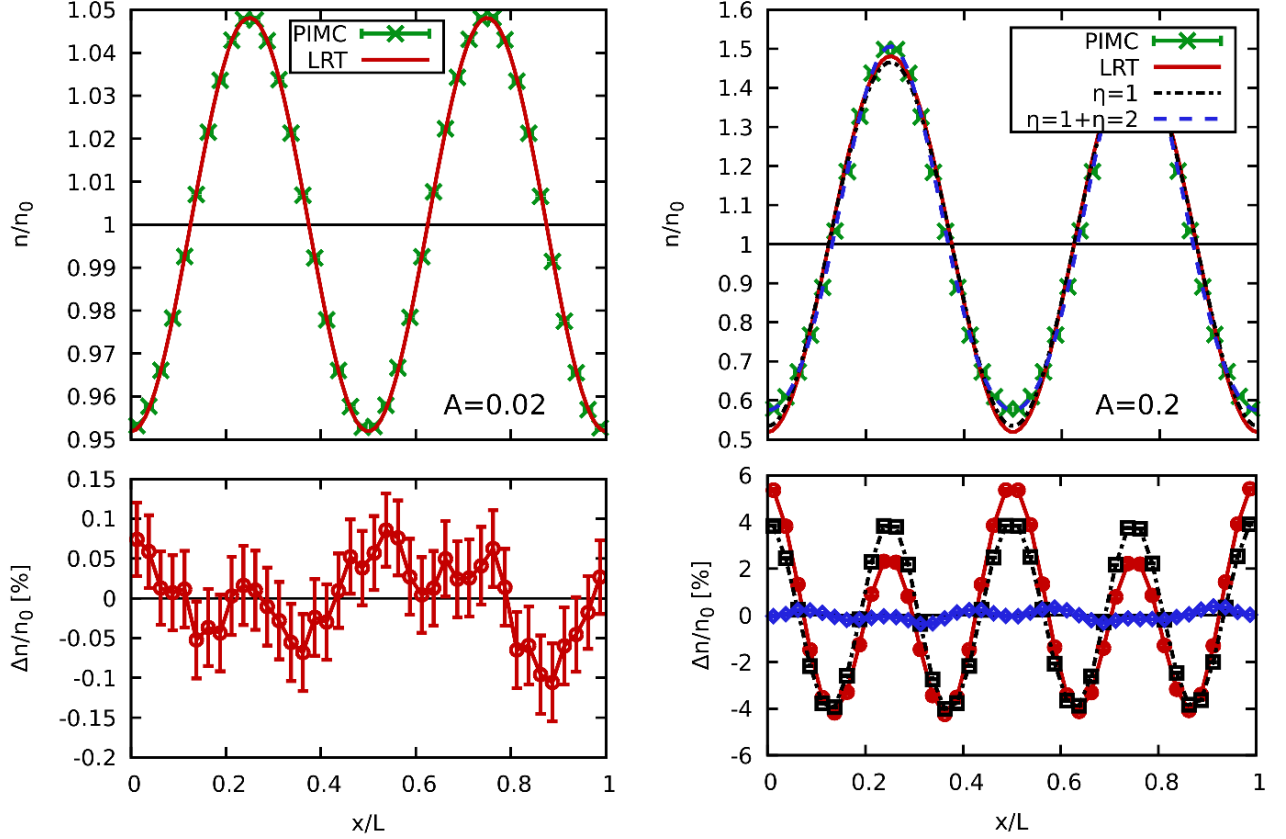 1.05
1.04
1.03
1.02
1.01
1
0.99
0.98
0.97
0.96
0.95
n/n0
PIMC
LRT
A=0.02
0.15
0.1
0.05
0
-0.05
-0.1
-0.15
-0.2
Δn/n0 [%]
0 0.2 0.4 0.6 0.8 1
x/L
1.6
1.5
1.4
1.3
1.2
1.1
1
0.9
0.8
0.7
0.6
0.5
n/n0
PIMC
LRT
η=1
η=1+η=2
A=0.2
6
4
2
0
-2
-4
-6
Δn/n0 [%]
0 0.2 0.4 0.6 0.8 1
x/L